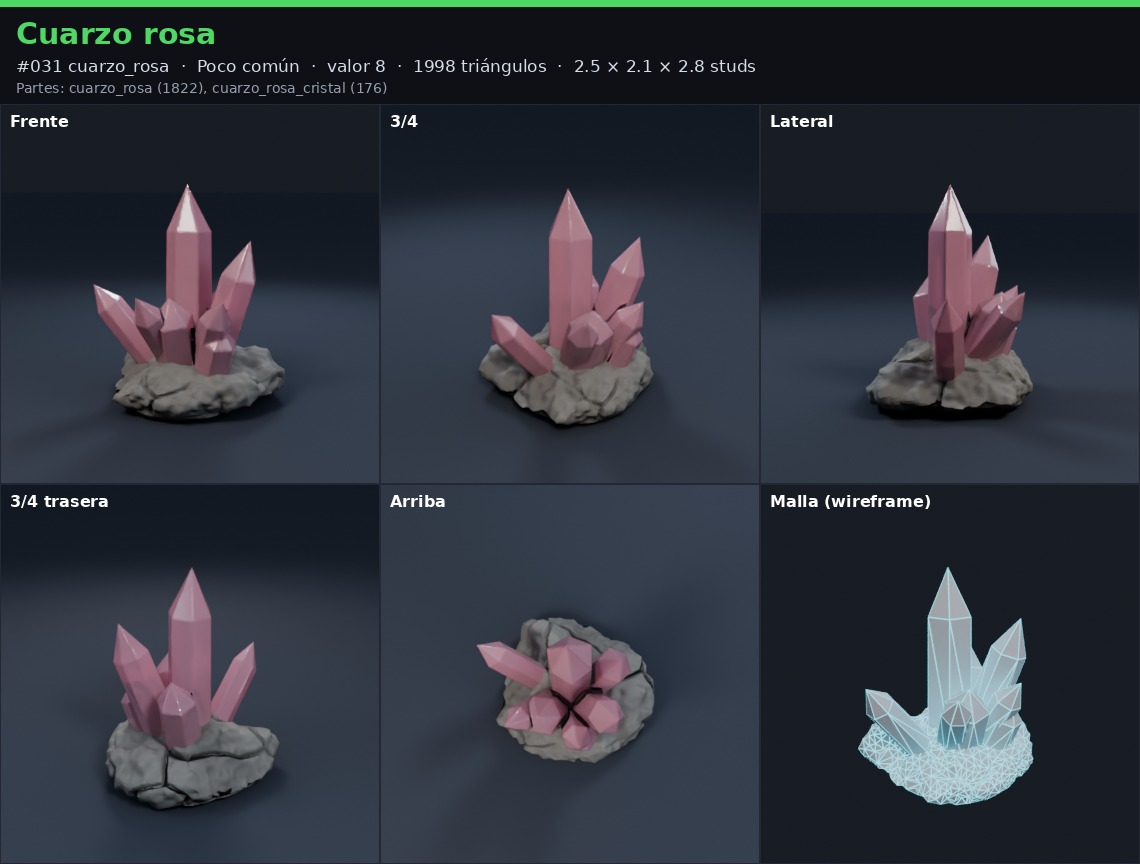 Cuarzo rosa
#031 cuarzo_rosa · Poco común · valor 8 · 1998 triángulos · 2.5 × 2.1 × 2.8 studs
Partes: cuarzo_rosa (1822), cuarzo_rosa_cristal (176)
Frente
3/4
Lateral
3/4 trasera
Arriba
Malla (wireframe)